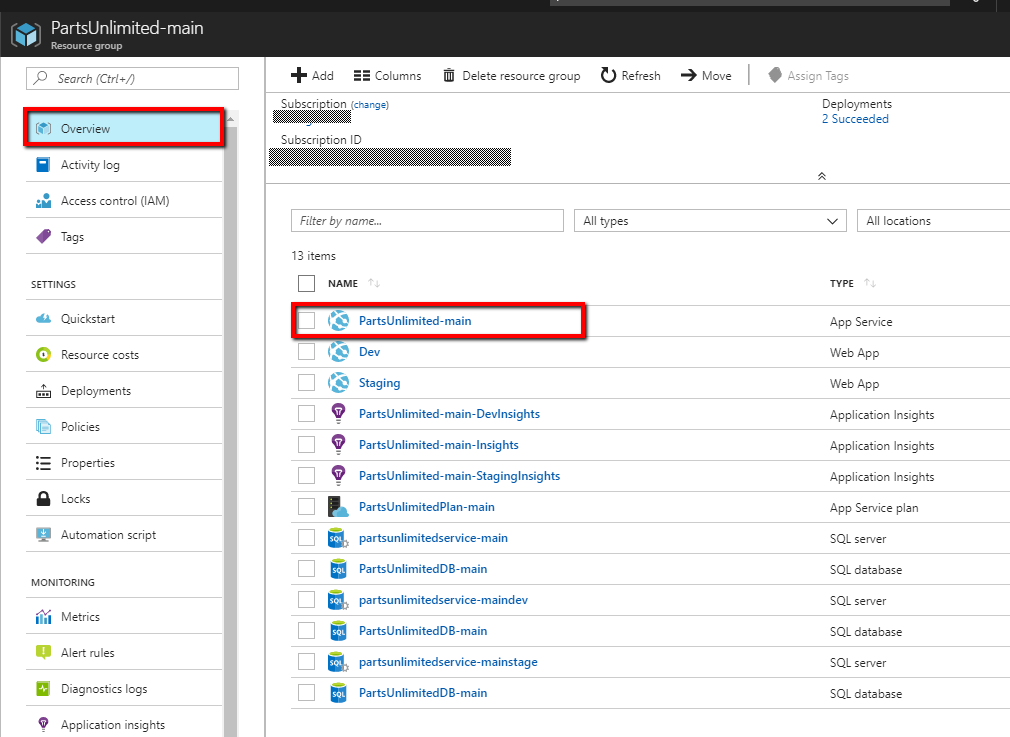 PartsUnlimited-main
Resource group
Search (Ctrl+/)
Overview
Activity log
Access control (IAM)
Tags
SETTINGS
Quickstart
Resource costs
Deployments
Policies
Properties
Locks
Automation script
MONITORING
Metrics
Alert rules
Diagnostics logs
Application insights
Add Columns Delete resource group Refresh Move Assign Tags
Subscription (change)
Deployments
2 Succeeded
Subscription ID
Filter by name... All types All locations
13 items
NAME TYPE
PartsUnlimited-main App Service
Dev Web App
Staging Web App
PartsUnlimited-main-DevInsights Application Insights
PartsUnlimited-main-Insights Application Insights
PartsUnlimited-main-StagingInsights Application Insights
PartsUnlimitedPlan-main App Service plan
partsunlimitedservice-main SQL server
PartsUnlimitedDB-main SQL database
partsunlimitedservice-maindev SQL server
PartsUnlimitedDB-main SQL database
partsunlimitedservice-mainstage SQL server
PartsUnlimitedDB-main SQL database